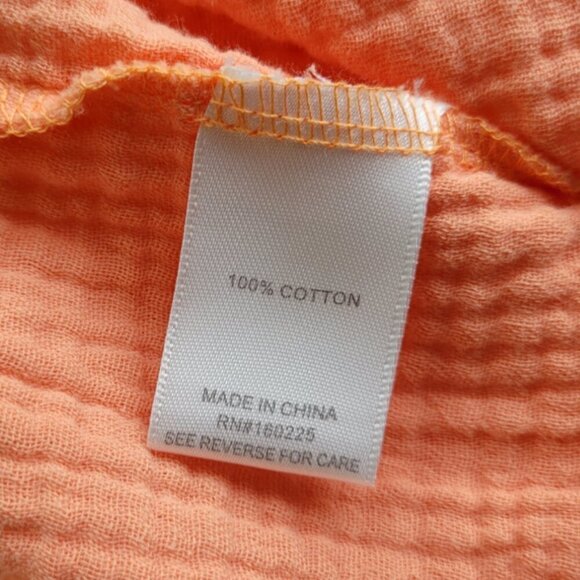 100% COTTON
MADE IN CHINA
RN#160225
SEE REVERSE FOR CARE